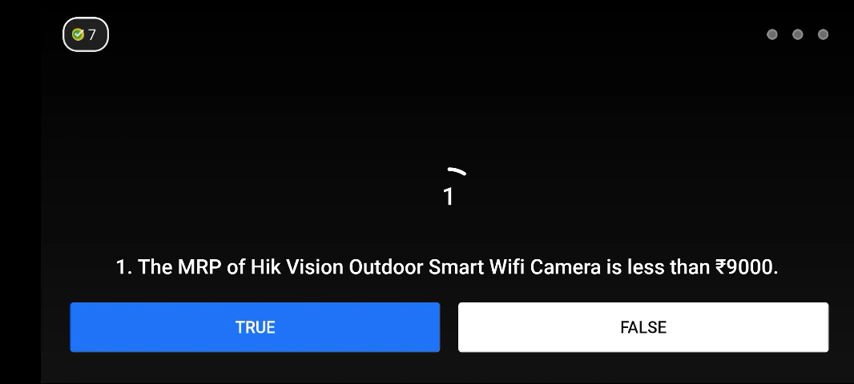 7
1
1. The MRP of Hik Vision Outdoor Smart Wifi Camera is less than ₹9000.
TRUE
FALSE